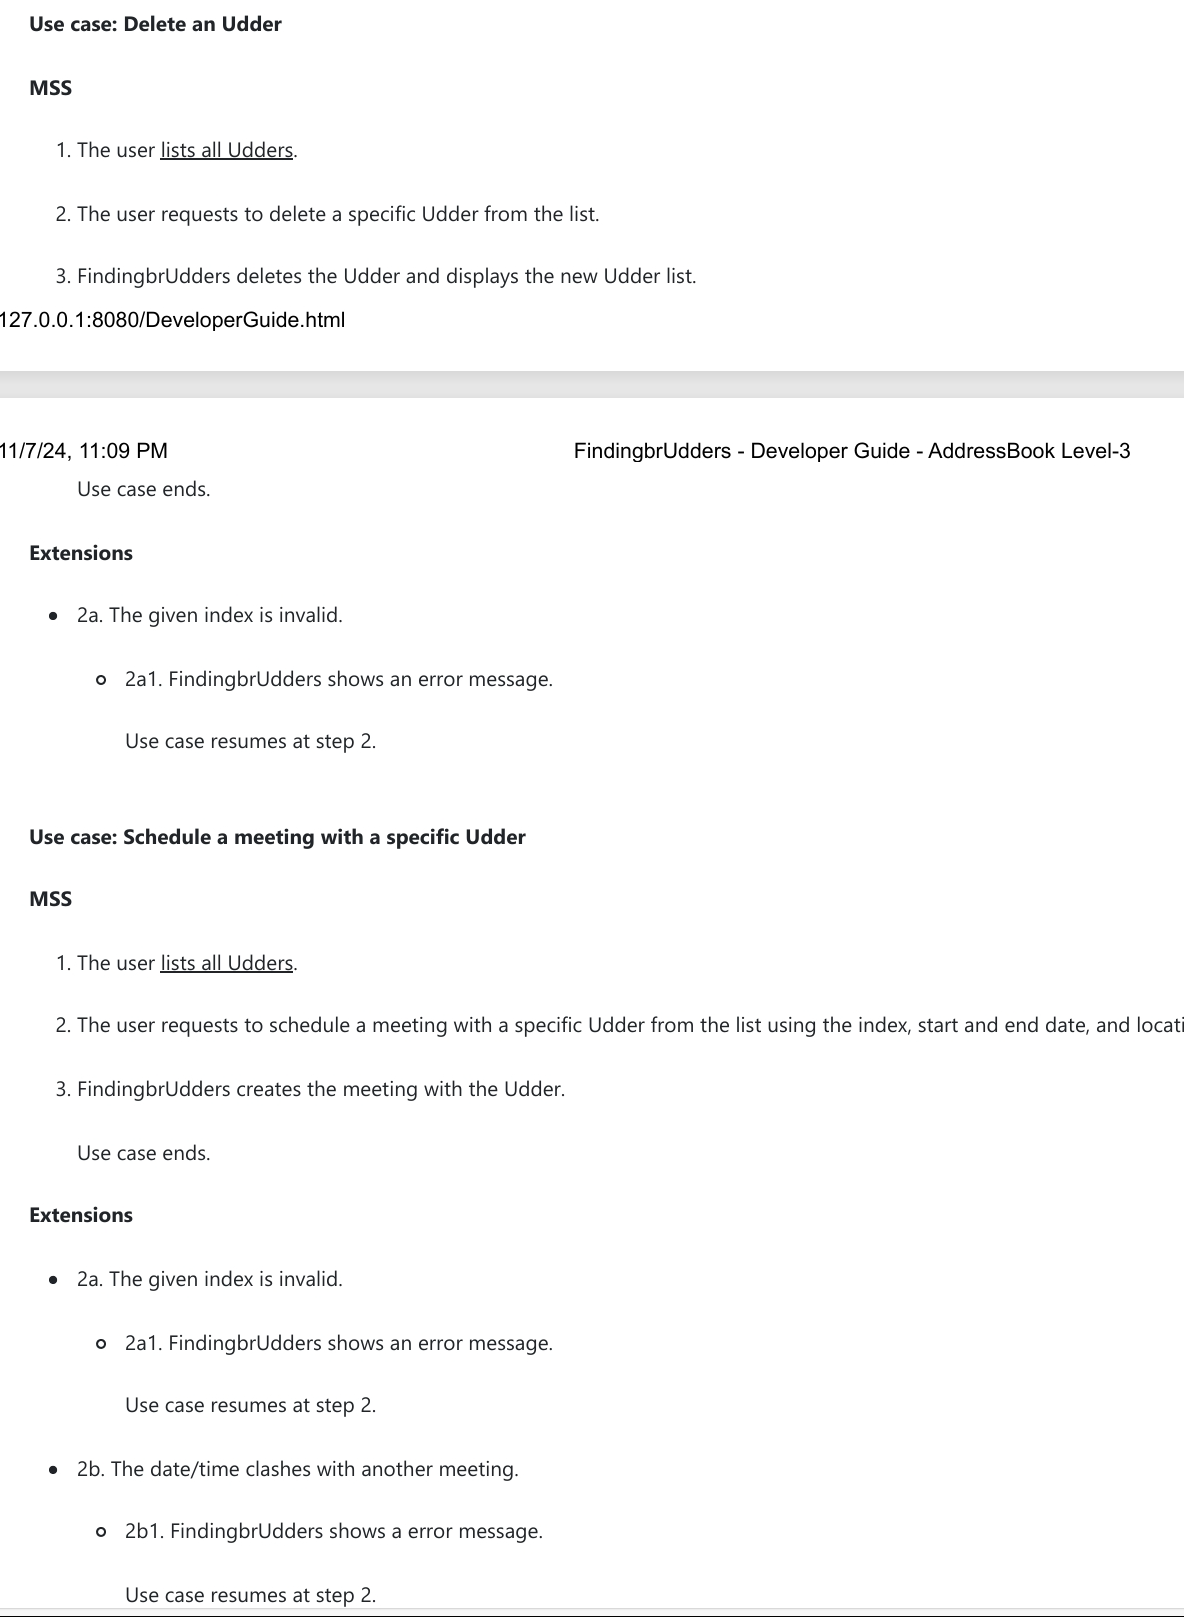 Use case: Delete an Udder
MSS
1. The user lists all Udders.
2. The user requests to delete a specific Udder from the list.
3. FindingbrUdders deletes the Udder and displays the new Udder list.
127.0.0.1:8080/DeveloperGuide.html
11/7/24, 11:09 PM FindingbrUdders - Developer Guide - AddressBook Level-3
Use case ends.
Extensions
• 2a. The given index is invalid.
○ 2a1. FindingbrUdders shows an error message.
Use case resumes at step 2.
Use case: Schedule a meeting with a specific Udder
MSS
1. The user lists all Udders.
2. The user requests to schedule a meeting with a specific Udder from the list using the index, start and end date, and locati
3. FindingbrUdders creates the meeting with the Udder.
Use case ends.
Extensions
• 2a. The given index is invalid.
○ 2a1. FindingbrUdders shows an error message.
Use case resumes at step 2.
• 2b. The date/time clashes with another meeting.
○ 2b1. FindingbrUdders shows a error message.
Use case resumes at step 2.